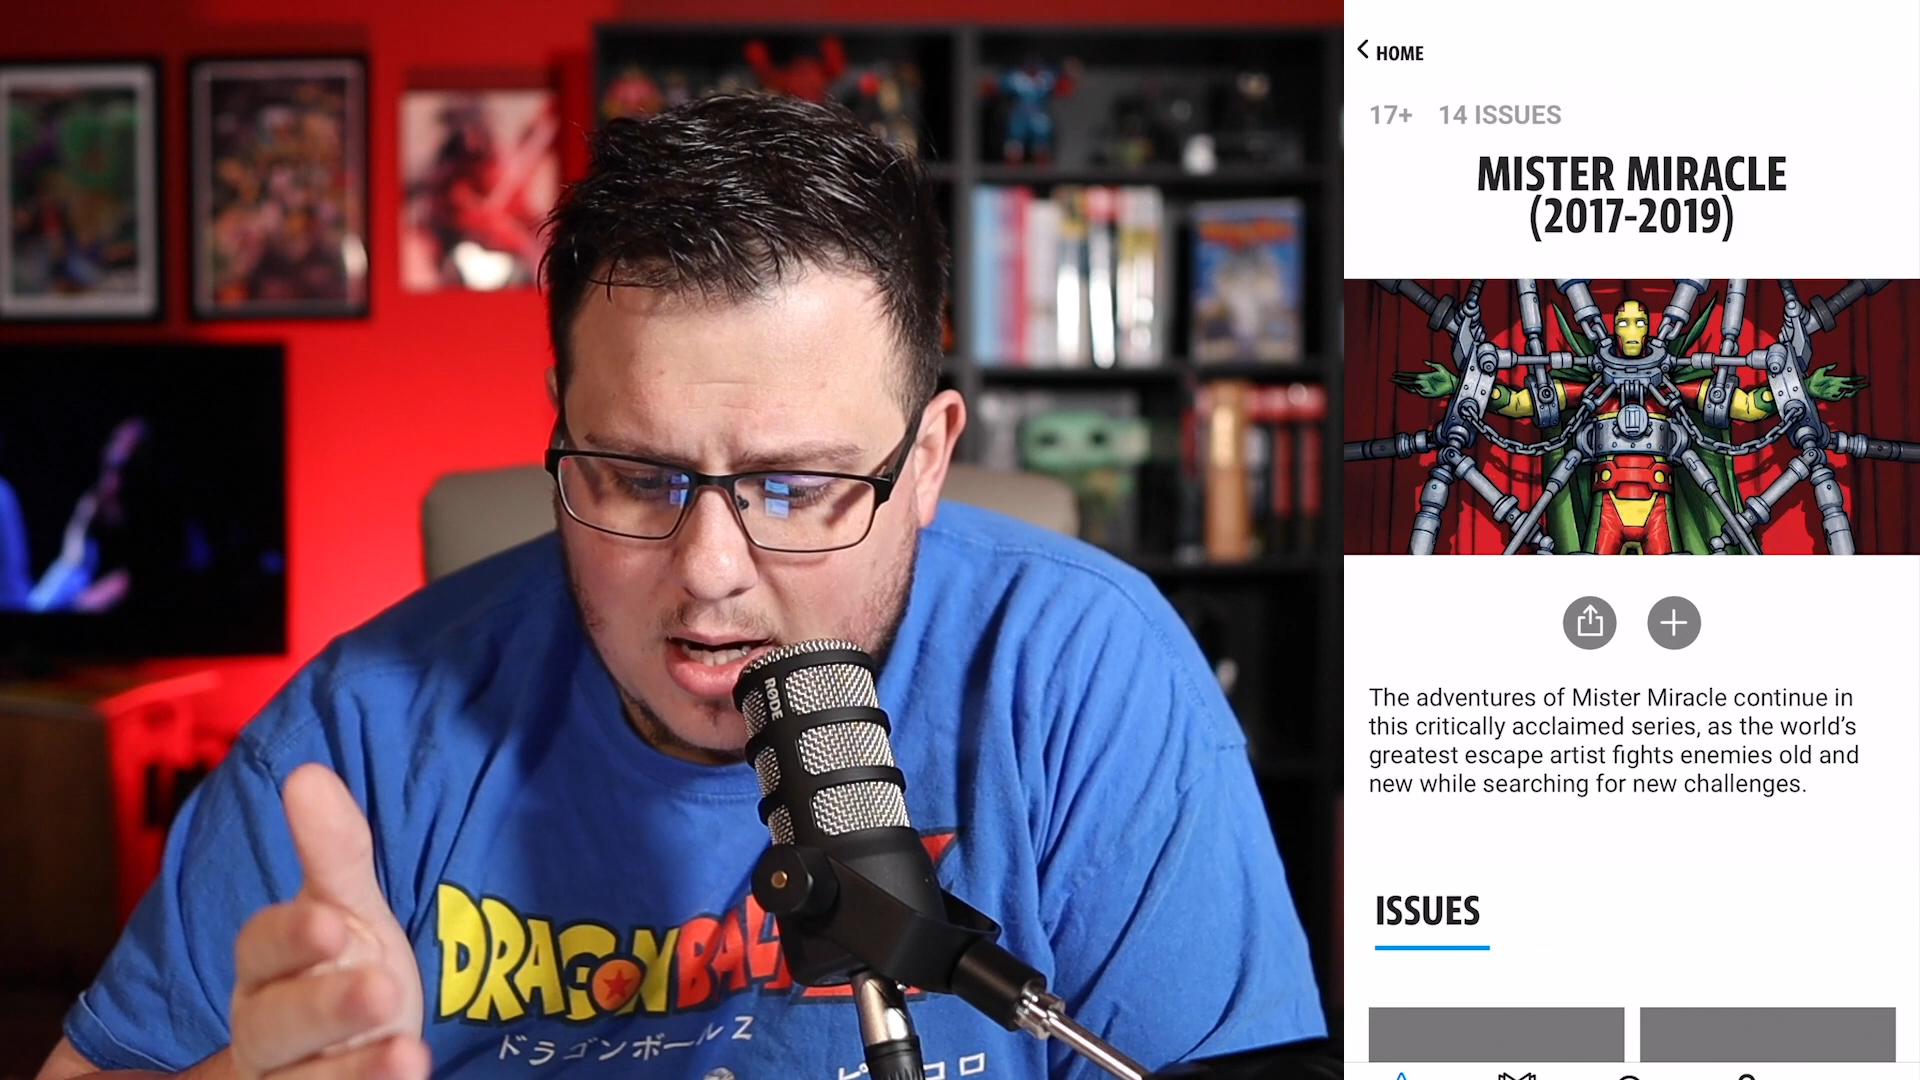 HOME
17+ 14 ISSUES
MISTER MIRACLE
(2017-2019)
The adventures of Mister Miracle continue in
this critically acclaimed series, as the world’s
greatest escape artist fights enemies old and
new while searching for new challenges.
ISSUES
RØDE
DRAGONBALL Z
ドラゴンボールZ